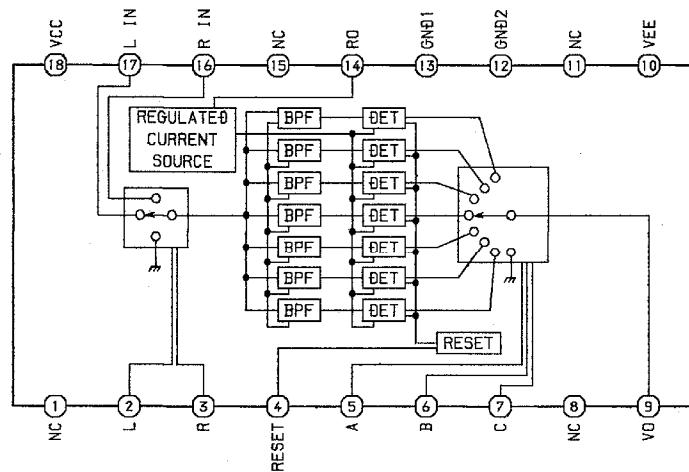 VCC L IN R IN NC RO GND1 GND2 NC VEE
18 17 16 15 14 13 12 11 10
REGULATED
CURRENT
SOURCE
BPF DET
BPF DET
BPF DET
BPF DET
BPF DET
BPF DET
BPF DET
RESET
1 2 3 4 5 6 7 8 9
NC L R RESET A B C NC VO